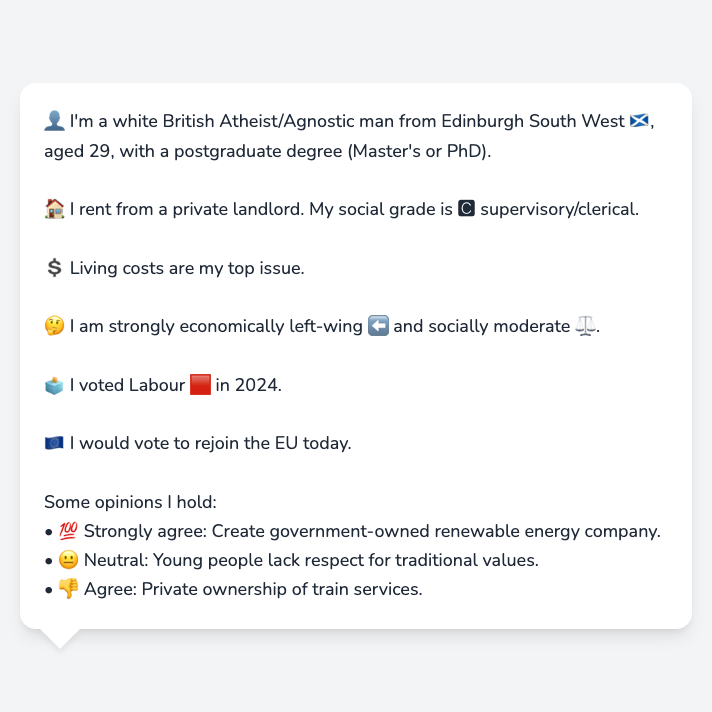 👤 I'm a white British Atheist/Agnostic man from Edinburgh South West 🏴󠁧󠁢󠁳󠁣󠁴󠁿,
aged 29, with a postgraduate degree (Master's or PhD).
🏠 I rent from a private landlord. My social grade is 🅲 supervisory/clerical.
💲 Living costs are my top issue.
🤔 I am strongly economically left-wing ⬅️ and socially moderate ⚖️.
🗳️ I voted Labour 🟥 in 2024.
🇪🇺 I would vote to rejoin the EU today.
Some opinions I hold:
• 💯 Strongly agree: Create government-owned renewable energy company.
• 😐 Neutral: Young people lack respect for traditional values.
• 👎 Agree: Private ownership of train services.